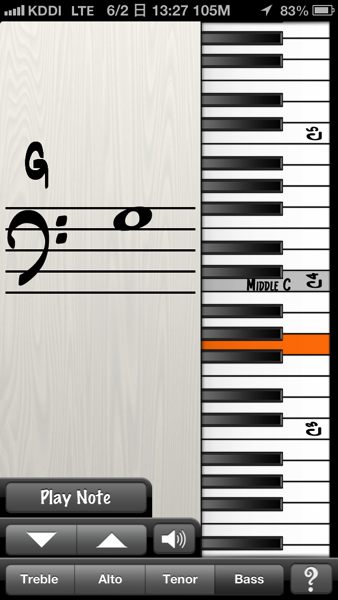 KDDI LTE 6/2 日 13:27 105M 83%
C5
G
Middle C C4
C3
Play Note
Treble Alto Tenor Bass ?